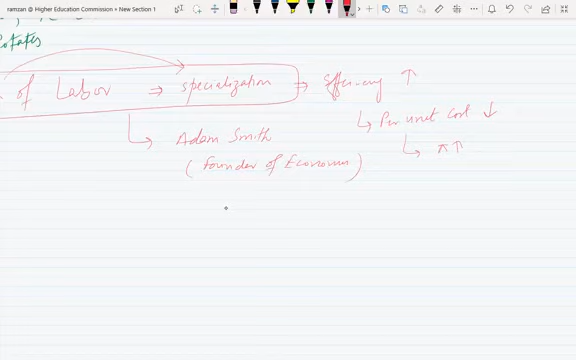 ramzan @ Higher Education Commission » New Section 1
of Labor ⇒ specialization → Efficiency ↑
↳ Per unit cost ↓
↳ Adam Smith
↳ π↑
(Founder of Economics)